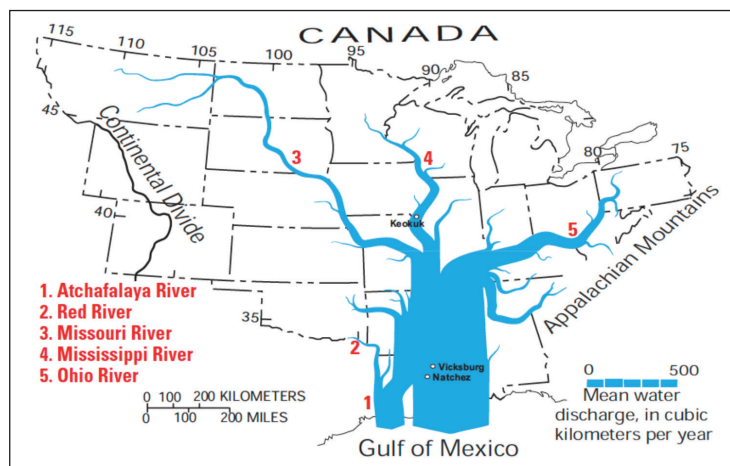 CANADA
115
110
105
100
95
90
85
80
75
45
40
35
Continental Divide
3
4
Keokuk
5
Appalachian Mountains
1. Atchafalaya River
2. Red River
3. Missouri River
4. Mississippi River
5. Ohio River
2
Vicksburg
Natchez
1
0 100 200 KILOMETERS
0 100 200 MILES
Gulf of Mexico
0 500
Mean water
discharge, in cubic
kilometers per year